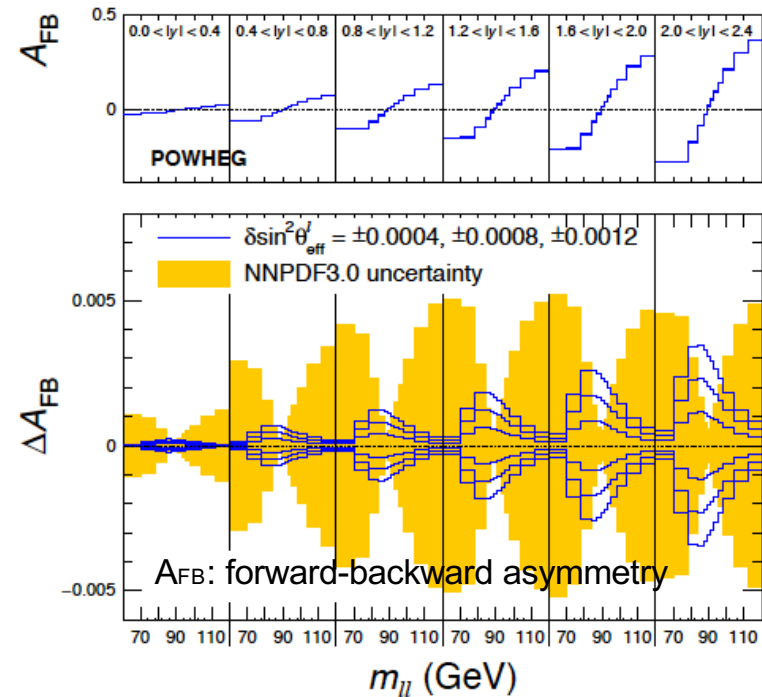 A_FB
0.5
0
0.0 < |y| < 0.4
0.4 < |y| < 0.8
0.8 < |y| < 1.2
1.2 < |y| < 1.6
1.6 < |y| < 2.0
2.0 < |y| < 2.4
POWHEG
ΔA_FB
δsin²θ^l_eff = ±0.0004, ±0.0008, ±0.0012
NNPDF3.0 uncertainty
0.005
0
−0.005
A_FB: forward-backward asymmetry
70 90 110 70 90 110 70 90 110 70 90 110 70 90 110 70 90 110
m_ll (GeV)